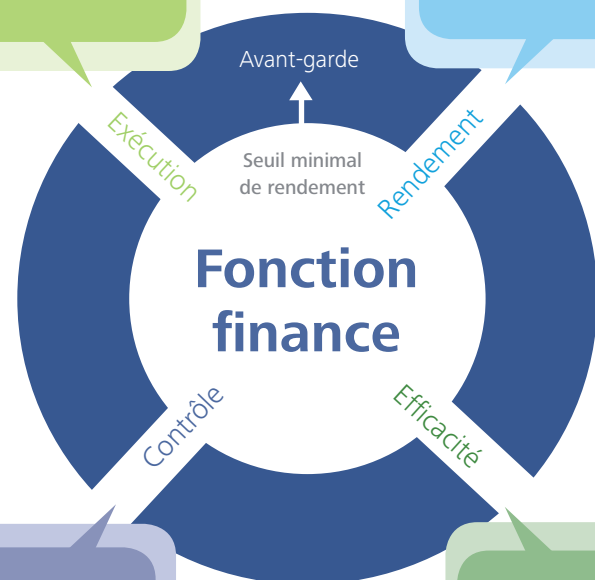 Avant-garde
Exécution
Rendement
Seuil minimal
de rendement
Fonction
finance
Contrôle
Efficacité